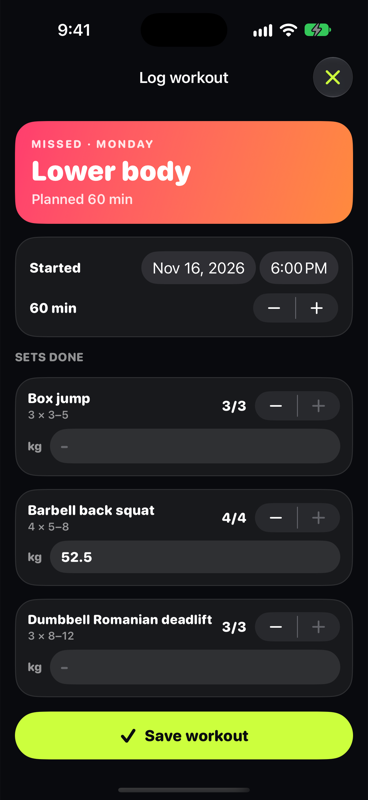 9:41
Log workout
MISSED · MONDAY
Lower body
Planned 60 min
Started Nov 16, 2026 6:00 PM
60 min − +
SETS DONE
Box jump
3 × 3–5
3/3 − +
kg –
Barbell back squat
4 × 5–8
4/4 − +
kg 52.5
Dumbbell Romanian deadlift
3 × 8–12
3/3 − +
kg –
Save workout